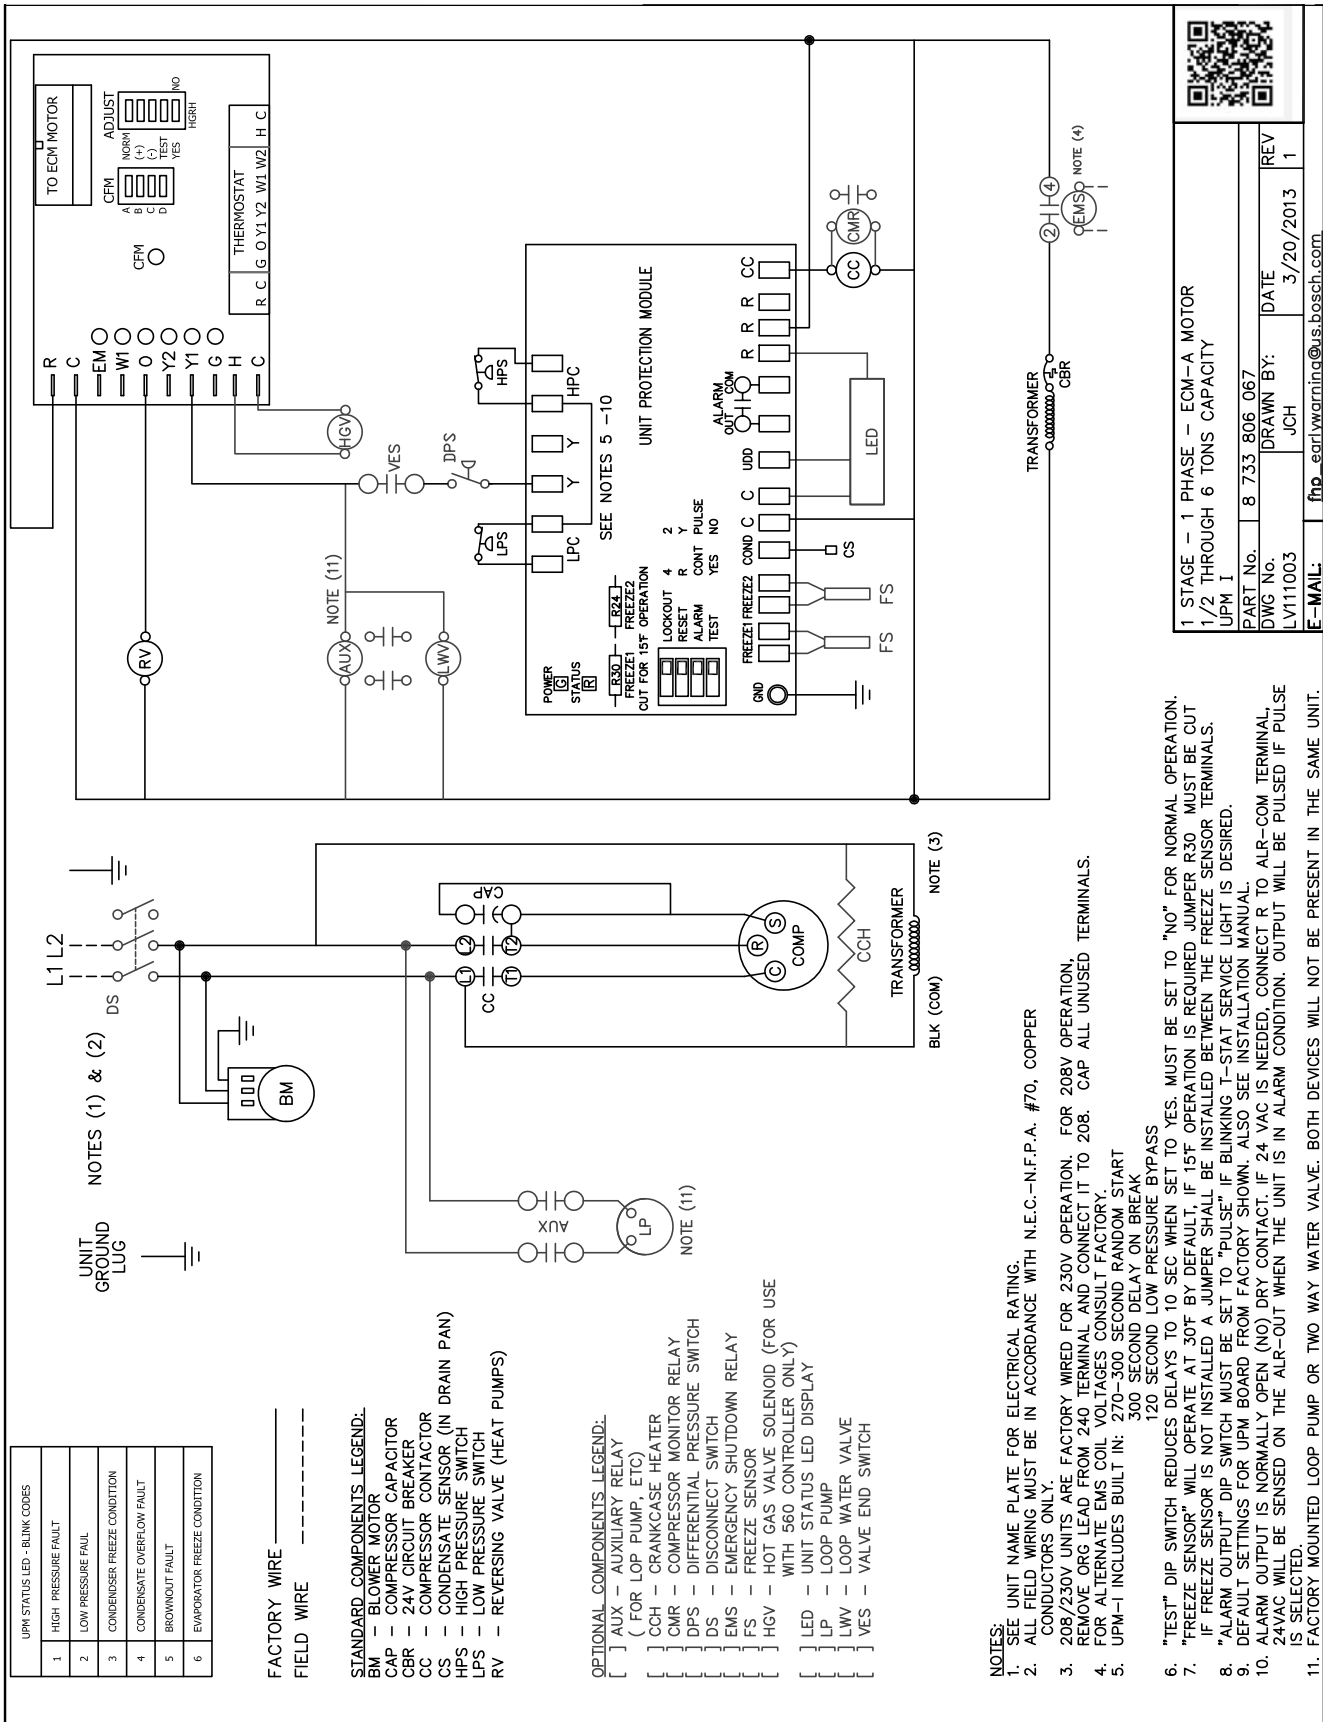 UPM STATUS LED - BLINK CODES
1 HIGH PRESSURE FAULT
2 LOW PRESSURE FAUL
3 CONDENDSER FREEZE CONDITION
4 CONDENSATE OVERFLOW FAULT
5 BROWNOUT FAULT
6 EVAPORATOR FREEZE CONDITION
FACTORY WIRE
FIELD WIRE
STANDARD COMPONENTS LEGEND:
BM - BLOWER MOTOR
CAP - COMPRESSOR CAPACITOR
CBR - 24V CIRCUIT BREAKER
CC - COMPRESSOR CONTACTOR
CS - CONDENSATE SENSOR (IN DRAIN PAN)
HPS - HIGH PRESSURE SWITCH
LPS - LOW PRESSURE SWITCH
RV - REVERSING VALVE (HEAT PUMPS)
OPTIONAL COMPONENTS LEGEND:
[ ] AUX - AUXILIARY RELAY
( FOR LOP PUMP, ETC)
[ ] CCH - CRANKCASE HEATER
[ ] CMR - COMPRESSOR MONITOR RELAY
[ ] DPS - DIFFERENTIAL PRESSURE SWITCH
[ ] DS - DISCONNECT SWITCH
[ ] EMS - EMERGENCY SHUTDOWN RELAY
[ ] FS - FREEZE SENSOR
[ ] HGV - HOT GAS VALVE SOLENOID (FOR USE
WITH 560 CONTROLLER ONLY)
[ ] LED - UNIT STATUS LED DISPLAY
[ ] LP - LOOP PUMP
[ ] LWV - LOOP WATER VALVE
[ ] VES - VALVE END SWITCH
NOTES:
1. SEE UNIT NAME PLATE FOR ELECTRICAL RATING.
2. ALL FIELD WIRING MUST BE IN ACCORDANCE WITH N.E.C.-N.F.P.A. #70, COPPER
CONDUCTORS ONLY.
3. 208/230V UNITS ARE FACTORY WIRED FOR 230V OPERATION. FOR 208V OPERATION,
REMOVE ORG LEAD FROM 240 TERMINAL AND CONNECT IT TO 208. CAP ALL UNUSED TERMINALS.
4. FOR ALTERNATE EMS COIL VOLTAGES CONSULT FACTORY.
5. UPM-I INCLUDES BUILT IN: 270-300 SECOND RANDOM START
300 SECOND DELAY ON BREAK
120 SECOND LOW PRESSURE BYPASS
6. "TEST" DIP SWITCH REDUCES DELAYS TO 10 SEC WHEN SET TO YES. MUST BE SET TO "NO" FOR NORMAL OPERATION.
7. "FREEZE SENSOR" WILL OPERATE AT 30°F BY DEFAULT, IF 15°F OPERATION IS REQUIRED JUMPER R30 MUST BE CUT
IF FREEZE SENSOR IS NOT INSTALLED A JUMPER SHALL BE INSTALLED BETWEEN THE FREEZE SENSOR TERMINALS.
8. "ALARM OUTPUT" DIP SWITCH MUST BE SET TO "PULSE" IF BLINKING T-STAT SERVICE LIGHT IS DESIRED.
9. DEFAULT SETTINGS FOR UPM BOARD FROM FACTORY SHOWN. ALSO SEE INSTALLATION MANUAL.
10. ALARM OUTPUT IS NORMALLY OPEN (NO) DRY CONTACT. IF 24 VAC IS NEEDED, CONNECT R TO ALR-COM TERMINAL,
24VAC WILL BE SENSED ON THE ALR-OUT WHEN THE UNIT IS IN ALARM CONDITION. OUTPUT WILL BE PULSED IF PULSE
IS SELECTED.
11. FACTORY MOUNTED LOOP PUMP OR TWO WAY WATER VALVE. BOTH DEVICES WILL NOT BE PRESENT IN THE SAME UNIT.
UNIT
GROUND
LUG
NOTES (1) & (2)
L1 L2
DS
BM
AUX
LP
NOTE (11)
L1 L2
CC
T1 T2
CAP
C R S
COMP
CCH
TRANSFORMER
BLK (COM)
NOTE (3)
TO ECM MOTOR
CFM
A
B
C
D
ADJUST
NORM
(+)
(-)
TEST
YES
NO
HGRH
CFM
THERMOSTAT
R C G O Y1 Y2 W1 W2 H C
R
C
EM
W1
O
Y2
Y1
G
H
C
RV
NOTE (11)
AUX
LWV
HGV
VES
DPS
LPS
HPS
LPC Y Y HPC
SEE NOTES 5 -10
UNIT PROTECTION MODULE
POWER
G
STATUS
R
R30
FREEZE1
R24
FREEZE2
CUT FOR 15°F OPERATION
LOCKOUT 4 2
RESET R Y
ALARM CONT PULSE
TEST YES NO
GND
FREEZE1 FREEZE2 COND C C UDD
ALARM
OUT COM
R R R CC
FS
FS
CS
LED
CC
CMR
TRANSFORMER
CBR
2 4
EMS
NOTE (4)
1 STAGE - 1 PHASE - ECM-A MOTOR
1/2 THROUGH 6 TONS CAPACITY
UPM I
PART No. 8 733 806 067
DWG No.
LV111003
DRAWN BY:
JCH
DATE
3/20/2013
REV
1
E-MAIL: fhp_earlywarning@us.bosch.com